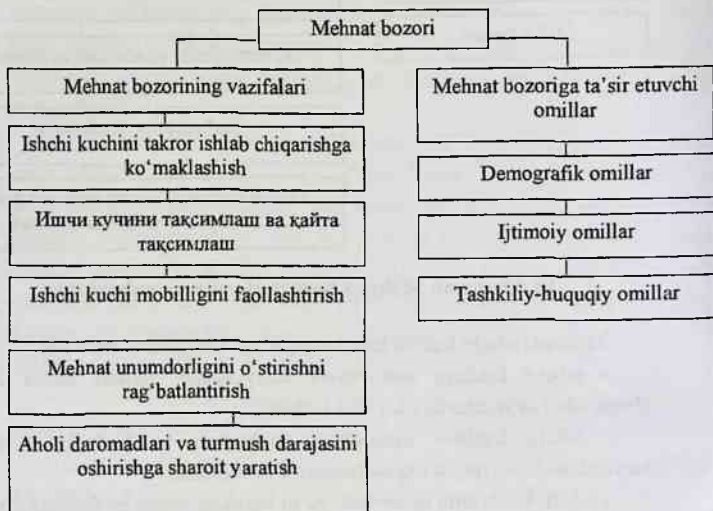 Mehnat bozori
Mehnat bozorining vazifalari
Ishchi kuchini takror ishlab chiqarishga
ko‘maklashish
Ишчи кучини тақсимлаш ва қайта
тақсимлаш
Ishchi kuchi mobilligini faollashtirish
Mehnat unumdorligini o‘stirishni
rag‘batlantirish
Aholi daromadlari va turmush darajasini
oshirishga sharoit yaratish
Mehnat bozoriga ta’sir etuvchi
omillar
Demografik omillar
Ijtimoiy omillar
Tashkiliy-huquqiy omillar